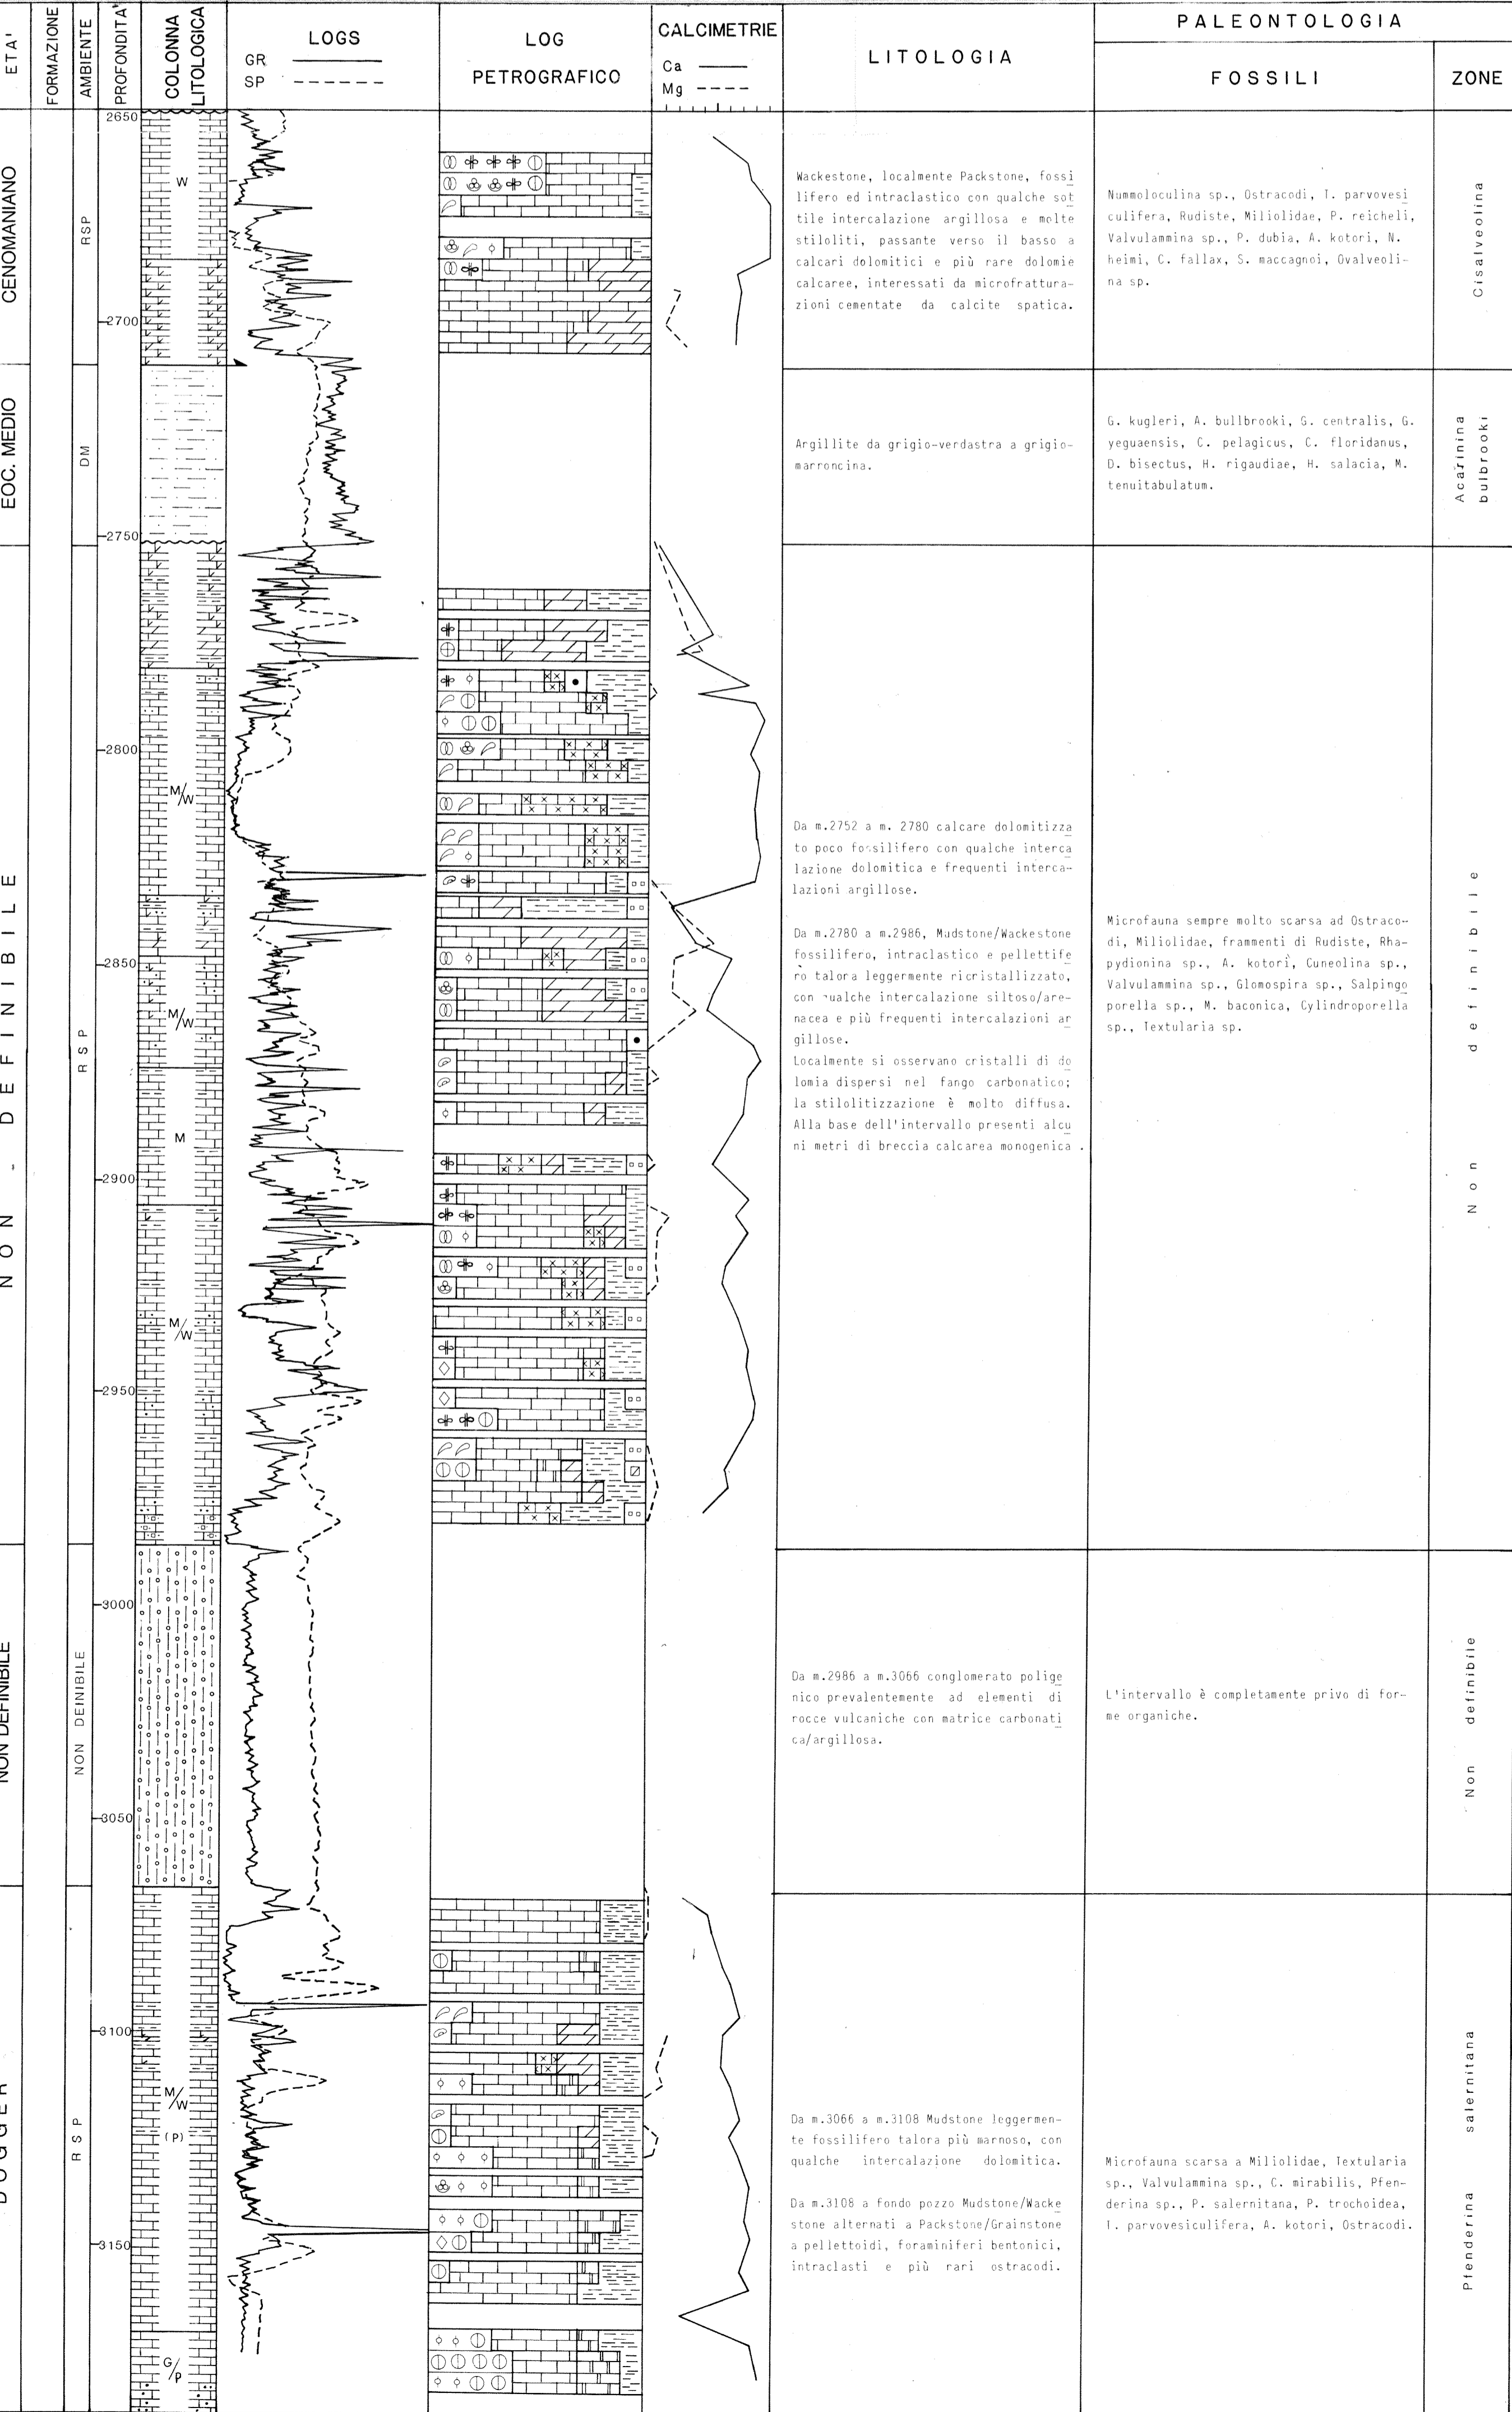 ETA'
FORMAZIONE
AMBIENTE
PROFONDITA'
COLONNA
LITOLOGICA
LOGS
GR
SP
LOG
PETROGRAFICO
CALCIMETRIE
Ca
Mg
LITOLOGIA
PALEONTOLOGIA
FOSSILI
ZONE
CENOMANIANO
RSP
2650
W
2700
Wackestone, localmente Packstone, fossi
lifero ed intraclastico con qualche sot
tile intercalazione argillosa e molte
stiloliti, passante verso il basso a
calcari dolomitici e più rare dolomie
calcaree, interessati da microfrattura-
zioni cementate da calcite spatica.
Nummoloculina sp., Ostracodi, T. parvovesi
culifera, Rudiste, Miliolidae, P. reicheli,
Valvulammina sp., P. dubia, A. kotori, N.
heimi, C. fallax, S. maccagnoi, Ovalveoli-
na sp.
Cisalveolina
EOC. MEDIO
DM
2750
Argillite da grigio-verdastra a grigio-
marroncina.
G. kugleri, A. bullbrooki, G. centralis, G.
yeguaensis, C. pelagicus, C. floridanus,
D. bisectus, H. rigaudiae, H. salacia, M.
tenuitabulatum.
Acarinina
bulbrooki
NON - DEFINIBILE
RSP
2800
M/W
2850
M/W
M
2900
M/W
2950
Da m.2752 a m. 2780 calcare dolomitizza
to poco fossilifero con qualche interca
lazione dolomitica e frequenti interca-
lazioni argillose.
Da m.2780 a m.2986, Mudstone/Wackestone
fossilifero, intraclastico e pellettife
ro talora leggermente ricristallizzato,
con qualche intercalazione siltoso/are-
nacea e più frequenti intercalazioni ar
gillose.
Localmente si osservano cristalli di do
lomia dispersi nel fango carbonatico;
la stilolitizzazione è molto diffusa.
Alla base dell'intervallo presenti alcu
ni metri di breccia calcarea monogenica.
Microfauna sempre molto scarsa ad Ostraco-
di, Miliolidae, frammenti di Rudiste, Rha-
pydionina sp., A. kotori, Cuneolina sp.,
Valvulammina sp., Glomospira sp., Salpingo
porella sp., M. baconica, Cylindroporella
sp., Textularia sp.
Non definibile
NON DEFINIBILE
NON DEINIBILE
3000
3050
Da m.2986 a m.3066 conglomerato polige
nico prevalentemente ad elementi di
rocce vulcaniche con matrice carbonati
ca/argillosa.
L'intervallo è completamente privo di for-
me organiche.
Non definibile
DOGGER
RSP
3100
M/W
(P)
3150
G/P
Da m.3066 a m.3108 Mudstone leggermen-
te fossilifero talora più marnoso, con
qualche intercalazione dolomitica.
Da m.3108 a fondo pozzo Mudstone/Wacke
stone alternati a Packstone/Grainstone
a pellettoidi, foraminiferi bentonici,
intraclasti e più rari ostracodi.
Microfauna scarsa a Miliolidae, Textularia
sp., Valvulammina sp., C. mirabilis, Pfen-
derina sp., P. salernitana, P. trochoidea,
T. parvovesiculifera, A. kotori, Ostracodi.
Pfenderina salernitana